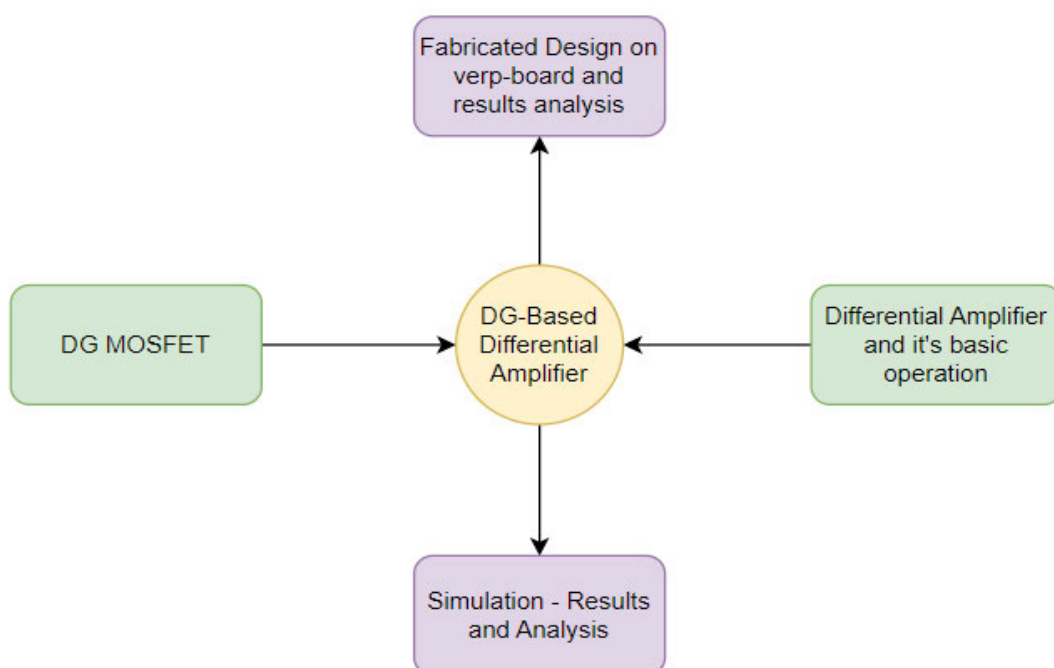 Fabricated Design on
verp-board and
results analysis
DG MOSFET
DG-Based
Differential
Amplifier
Differential Amplifier
and it's basic
operation
Simulation - Results
and Analysis